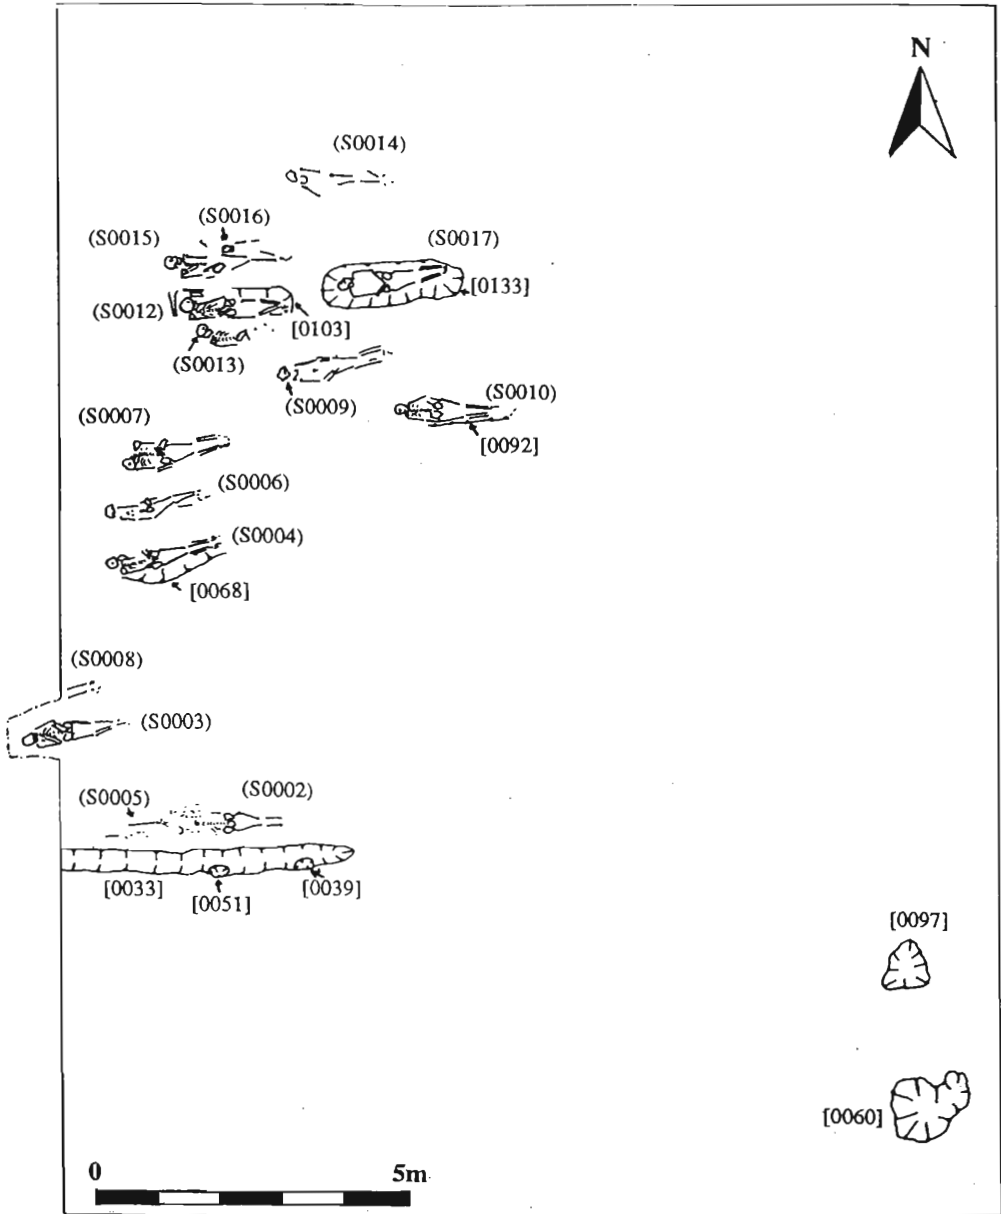 N
(S0014)
(S0016)
(S0015)
(S0017)
[0133]
(S0012)
[0103]
(S0013)
(S0009)
(S0010)
(S0007)
[0092]
(S0006)
(S0004)
[0068]
(S0008)
(S0003)
(S0005)
(S0002)
[0033]
[0051]
[0039]
[0097]
[0060]
0
5m